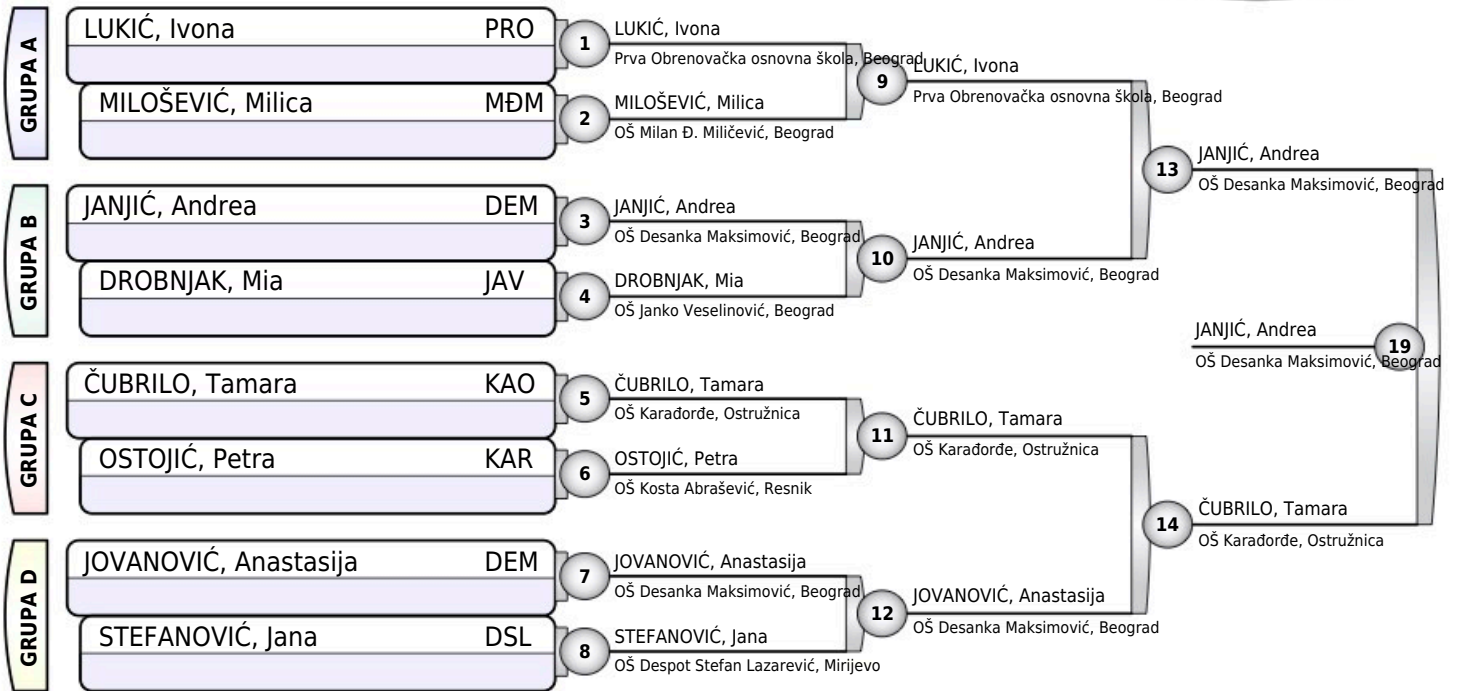 GRUPA A
LUKIĆ, Ivona PRO
MILOŠEVIĆ, Milica MĐM
GRUPA B
JANJIĆ, Andrea DEM
DROBNJAK, Mia JAV
GRUPA C
ČUBRILO, Tamara KAO
OSTOJIĆ, Petra KAR
GRUPA D
JOVANOVIĆ, Anastasija DEM
STEFANOVIĆ, Jana DSL
1
LUKIĆ, Ivona
Prva Obrenovačka osnovna škola, Beograd
2
MILOŠEVIĆ, Milica
OŠ Milan Đ. Miličević, Beograd
3
JANJIĆ, Andrea
OŠ Desanka Maksimović, Beograd
4
DROBNJAK, Mia
OŠ Janko Veselinović, Beograd
5
ČUBRILO, Tamara
OŠ Karađorđe, Ostružnica
6
OSTOJIĆ, Petra
OŠ Kosta Abrašević, Resnik
7
JOVANOVIĆ, Anastasija
OŠ Desanka Maksimović, Beograd
8
STEFANOVIĆ, Jana
OŠ Despot Stefan Lazarević, Mirijevo
9
LUKIĆ, Ivona
Prva Obrenovačka osnovna škola, Beograd
10
JANJIĆ, Andrea
OŠ Desanka Maksimović, Beograd
11
ČUBRILO, Tamara
OŠ Karađorđe, Ostružnica
12
JOVANOVIĆ, Anastasija
OŠ Desanka Maksimović, Beograd
13
JANJIĆ, Andrea
OŠ Desanka Maksimović, Beograd
14
ČUBRILO, Tamara
OŠ Karađorđe, Ostružnica
JANJIĆ, Andrea
19
OŠ Desanka Maksimović, Beograd